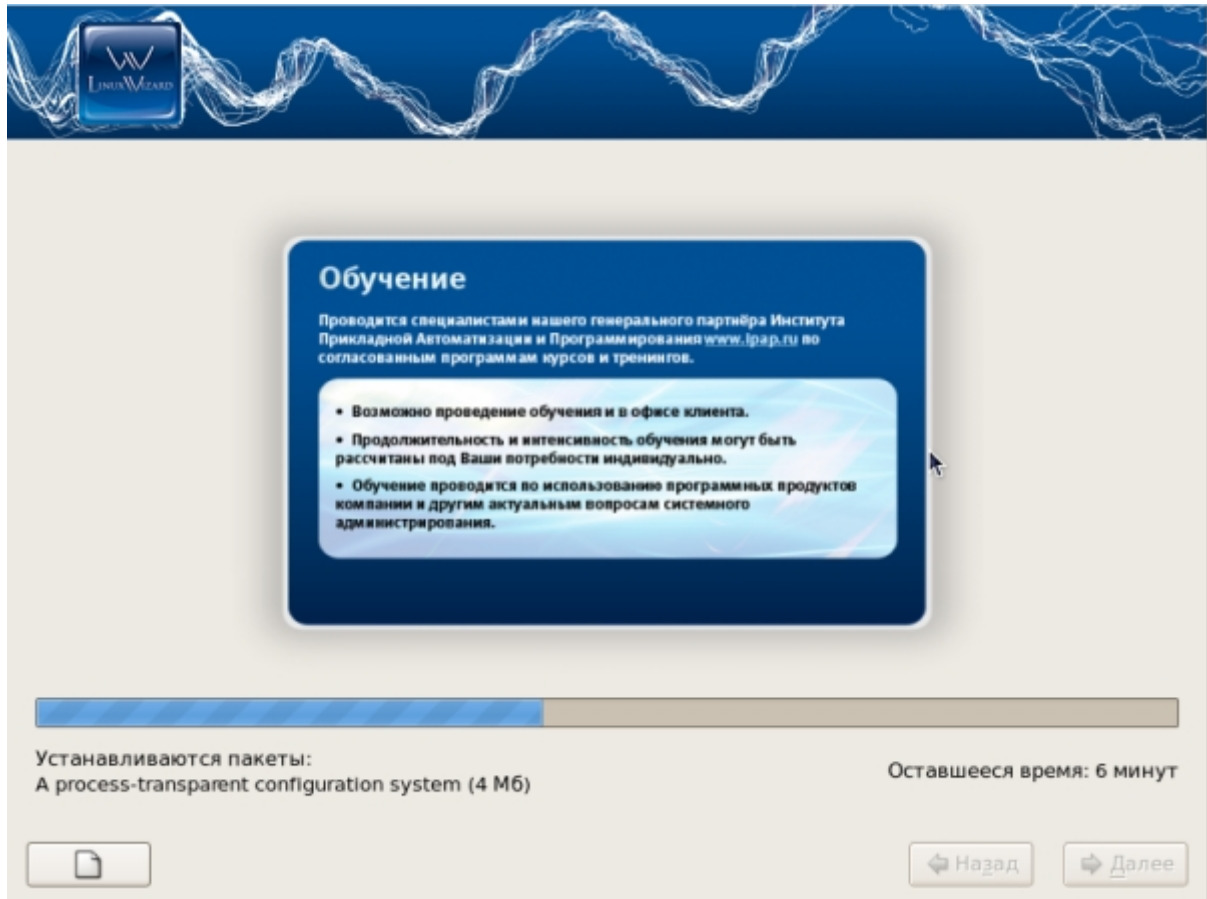 LINUXWIZARD
Обучение
Проводится специалистами нашего генерального партнёра Института
Прикладной Автоматизации и Программирования www.ipap.ru по
согласованным программам курсов и тренингов.
• Возможно проведение обучения и в офисе клиента.
• Продолжительность и интенсивность обучения могут быть
рассчитаны под Ваши потребности индивидуально.
• Обучение проводится по использованию программных продуктов
компании и другим актуальным вопросам системного
администрирования.
Устанавливаются пакеты:
A process-transparent configuration system (4 Мб)
Оставшееся время: 6 минут
Назад
Далее